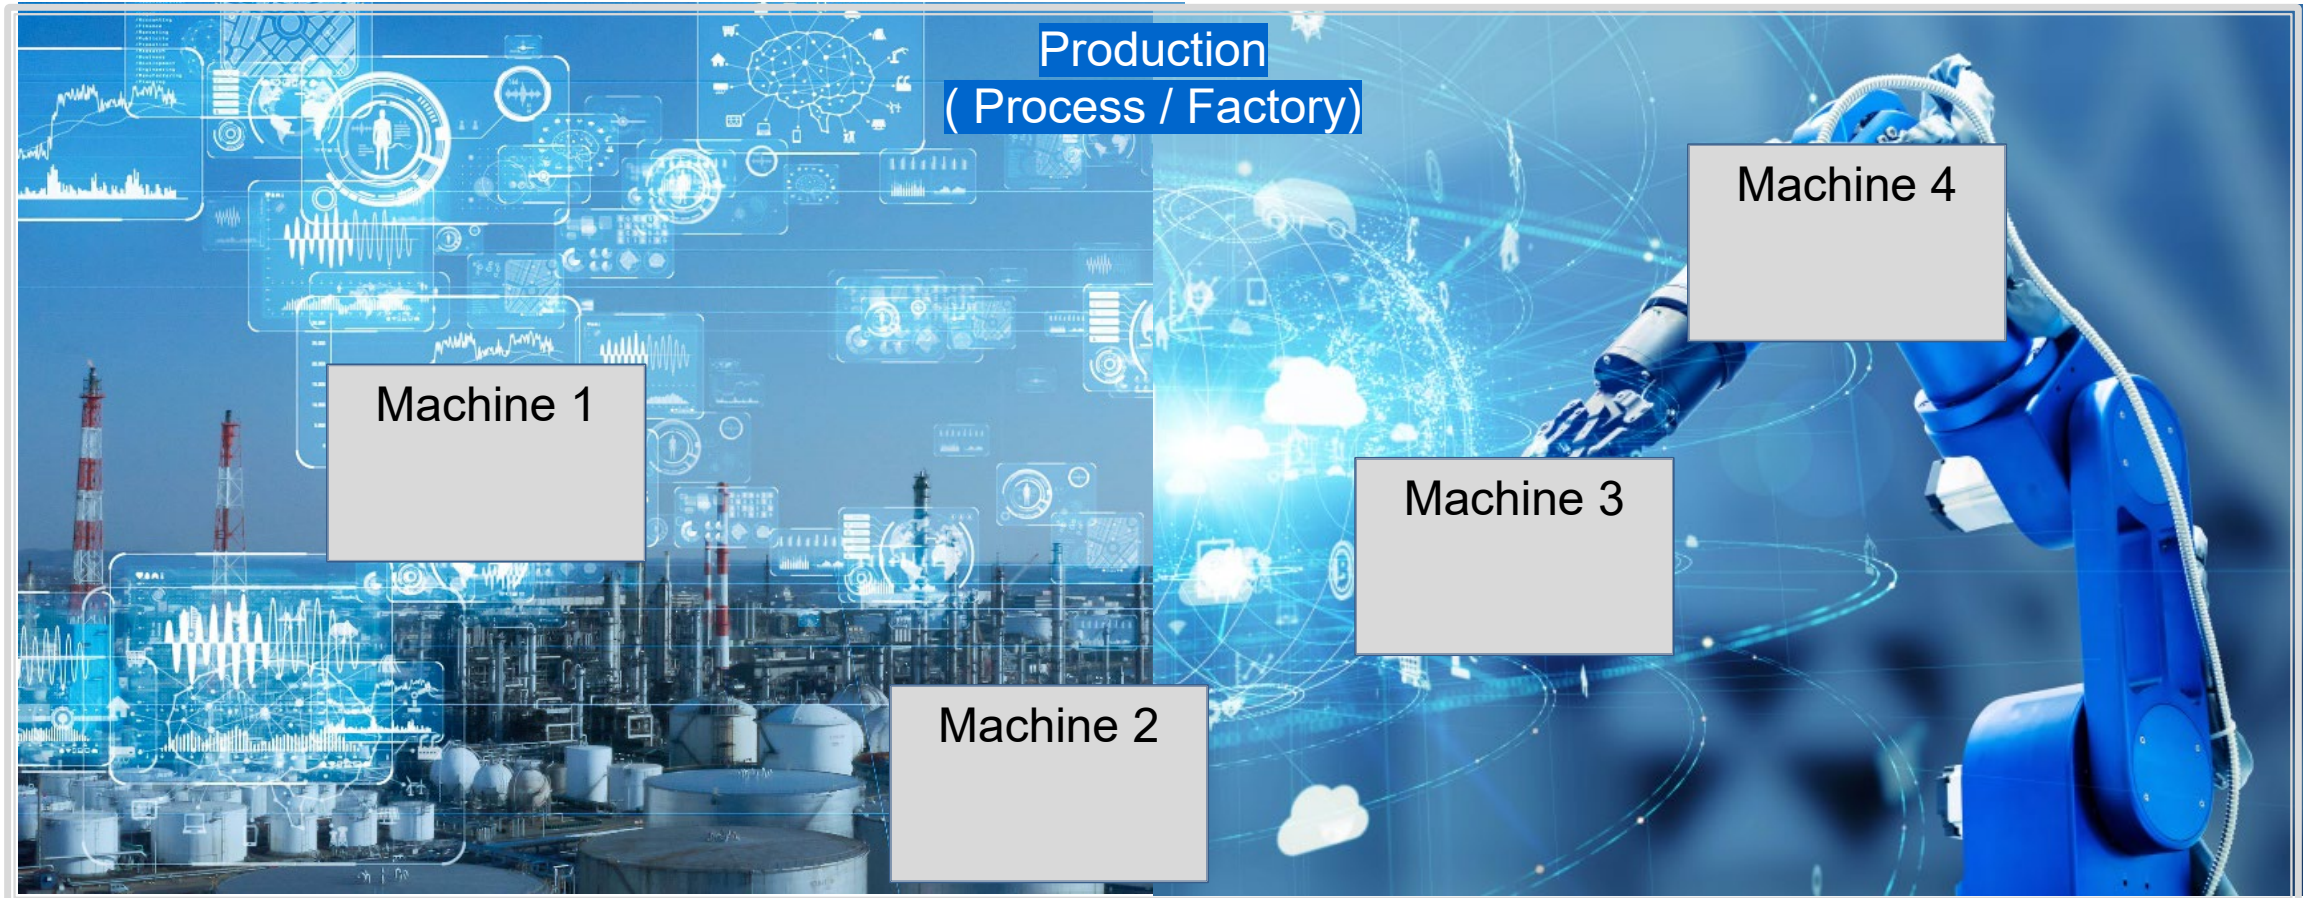 Production
( Process / Factory)
Machine 4
Machine 1
Machine 3
Machine 2